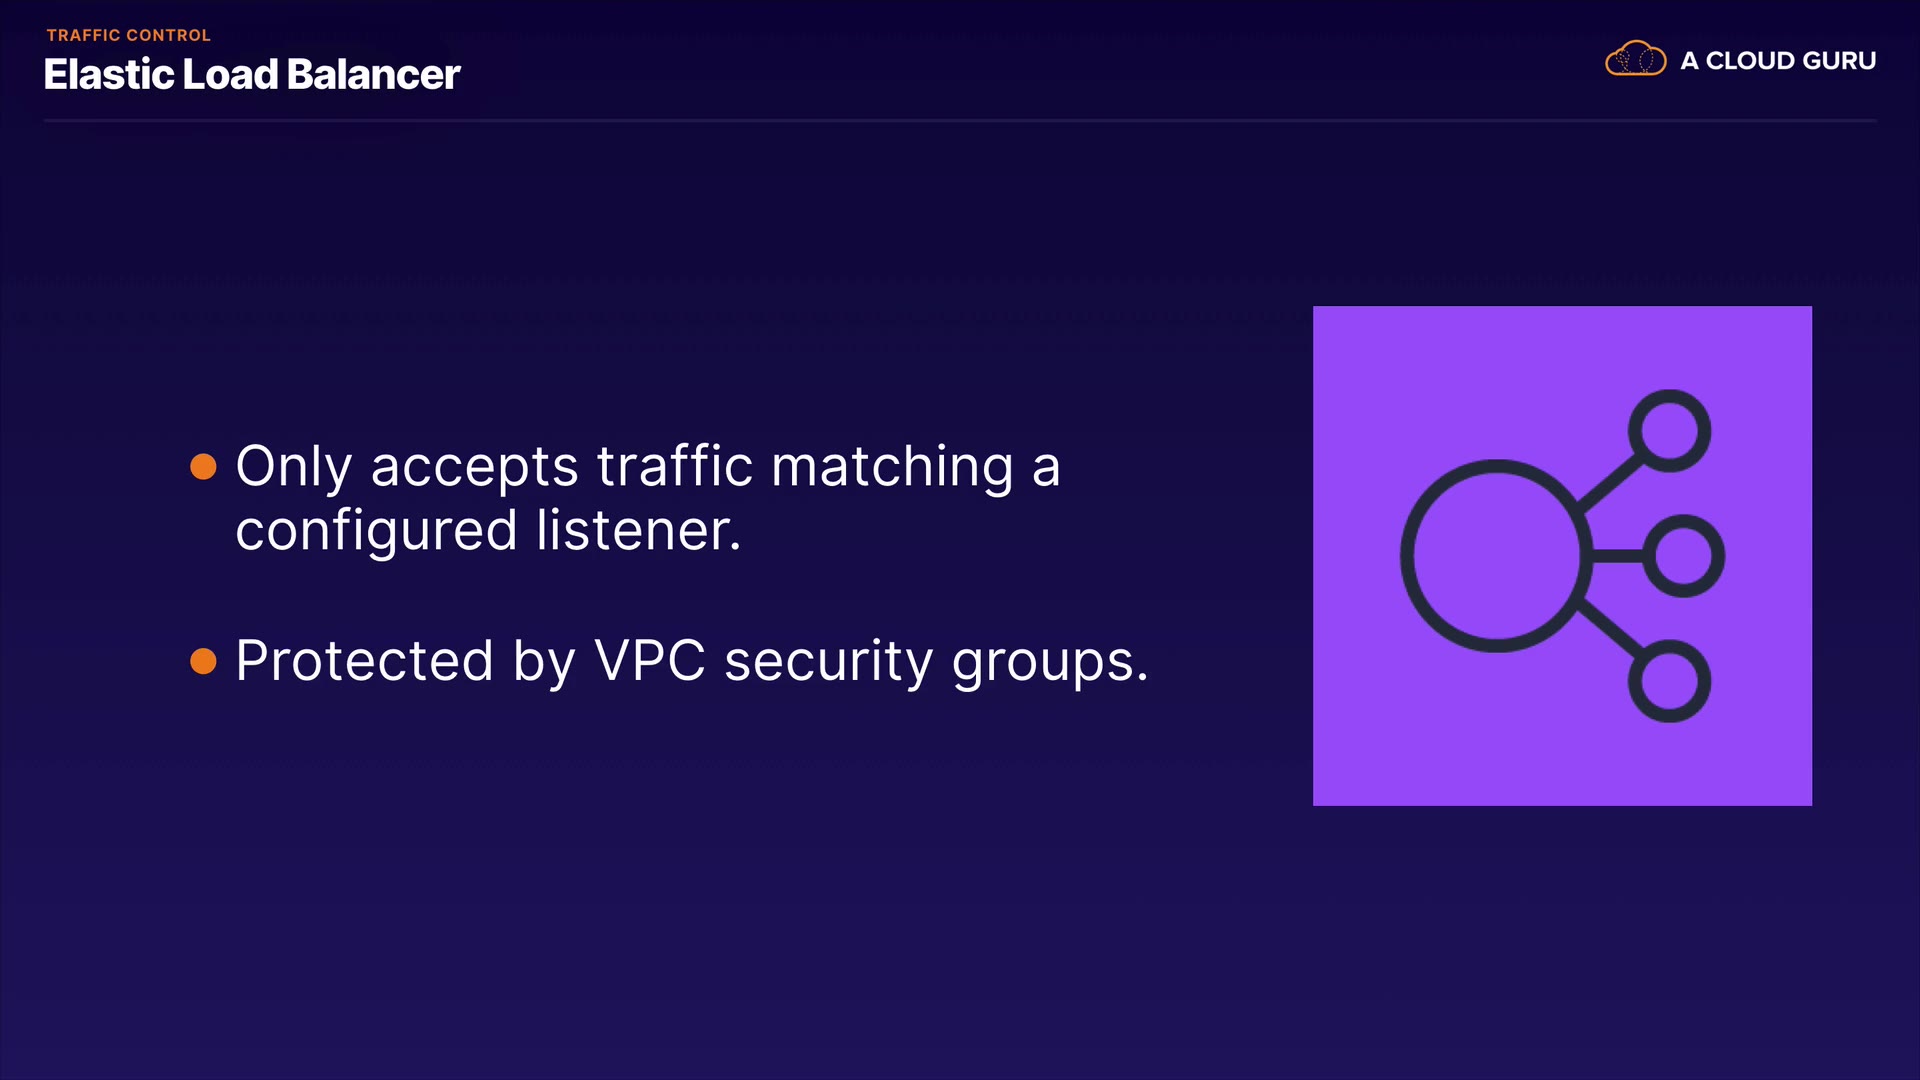 TRAFFIC CONTROL
Elastic Load Balancer
A CLOUD GURU
Only accepts traffic matching a
configured listener.
Protected by VPC security groups.